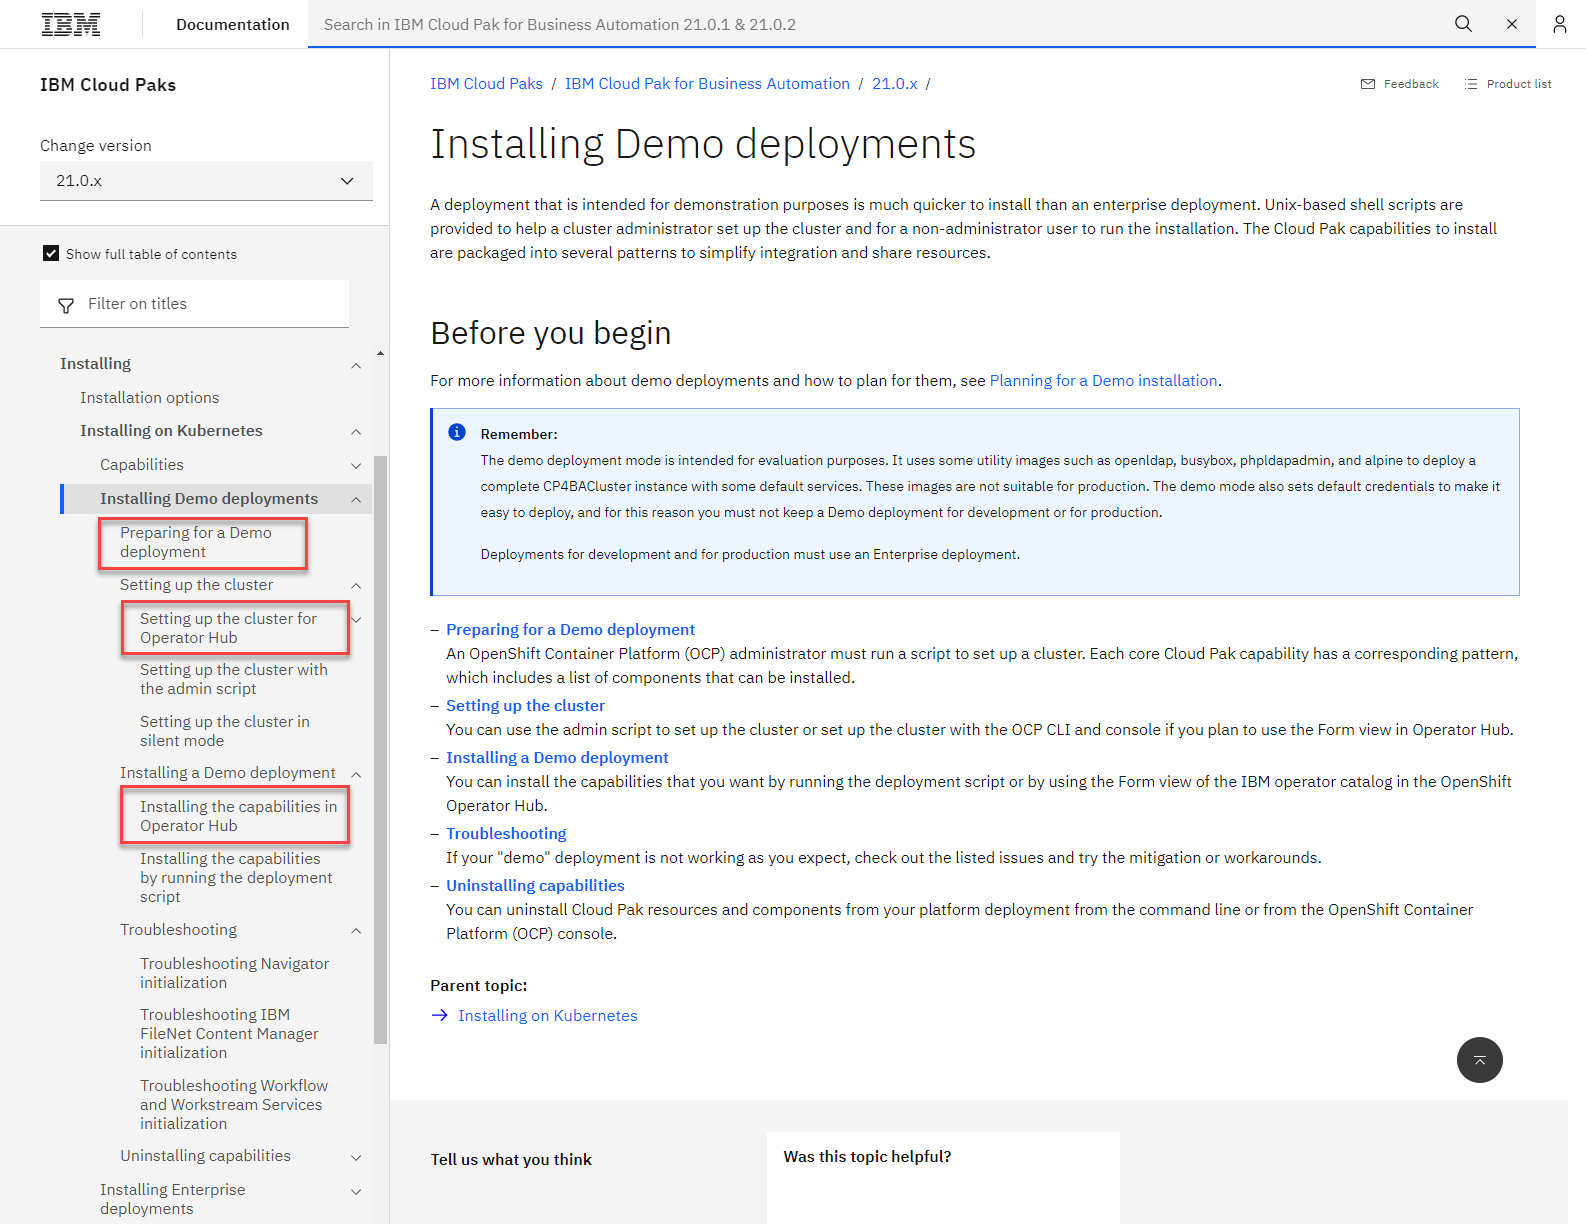 IBM
Documentation
Search in IBM Cloud Pak for Business Automation 21.0.1 & 21.0.2
IBM Cloud Paks
Change version
21.0.x
Show full table of contents
Filter on titles
Installing
Installation options
Installing on Kubernetes
Capabilities
Installing Demo deployments
Preparing for a Demo
deployment
Setting up the cluster
Setting up the cluster for
Operator Hub
Setting up the cluster with
the admin script
Setting up the cluster in
silent mode
Installing a Demo deployment
Installing the capabilities in
Operator Hub
Installing the capabilities
by running the deployment
script
Troubleshooting
Troubleshooting Navigator
initialization
Troubleshooting IBM
FileNet Content Manager
initialization
Troubleshooting Workflow
and Workstream Services
initialization
Uninstalling capabilities
Installing Enterprise
deployments
IBM Cloud Paks / IBM Cloud Pak for Business Automation / 21.0.x /
Feedback
Product list
Installing Demo deployments
A deployment that is intended for demonstration purposes is much quicker to install than an enterprise deployment. Unix-based shell scripts are
provided to help a cluster administrator set up the cluster and for a non-administrator user to run the installation. The Cloud Pak capabilities to install
are packaged into several patterns to simplify integration and share resources.
Before you begin
For more information about demo deployments and how to plan for them, see Planning for a Demo installation.
Remember:
The demo deployment mode is intended for evaluation purposes. It uses some utility images such as openldap, busybox, phpldapadmin, and alpine to deploy a
complete CP4BACluster instance with some default services. These images are not suitable for production. The demo mode also sets default credentials to make it
easy to deploy, and for this reason you must not keep a Demo deployment for development or for production.
Deployments for development and for production must use an Enterprise deployment.
– Preparing for a Demo deployment
An OpenShift Container Platform (OCP) administrator must run a script to set up a cluster. Each core Cloud Pak capability has a corresponding pattern,
which includes a list of components that can be installed.
– Setting up the cluster
You can use the admin script to set up the cluster or set up the cluster with the OCP CLI and console if you plan to use the Form view in Operator Hub.
– Installing a Demo deployment
You can install the capabilities that you want by running the deployment script or by using the Form view of the IBM operator catalog in the OpenShift
Operator Hub.
– Troubleshooting
If your "demo" deployment is not working as you expect, check out the listed issues and try the mitigation or workarounds.
– Uninstalling capabilities
You can uninstall Cloud Pak resources and components from your platform deployment from the command line or from the OpenShift Container
Platform (OCP) console.
Parent topic:
→ Installing on Kubernetes
Tell us what you think
Was this topic helpful?